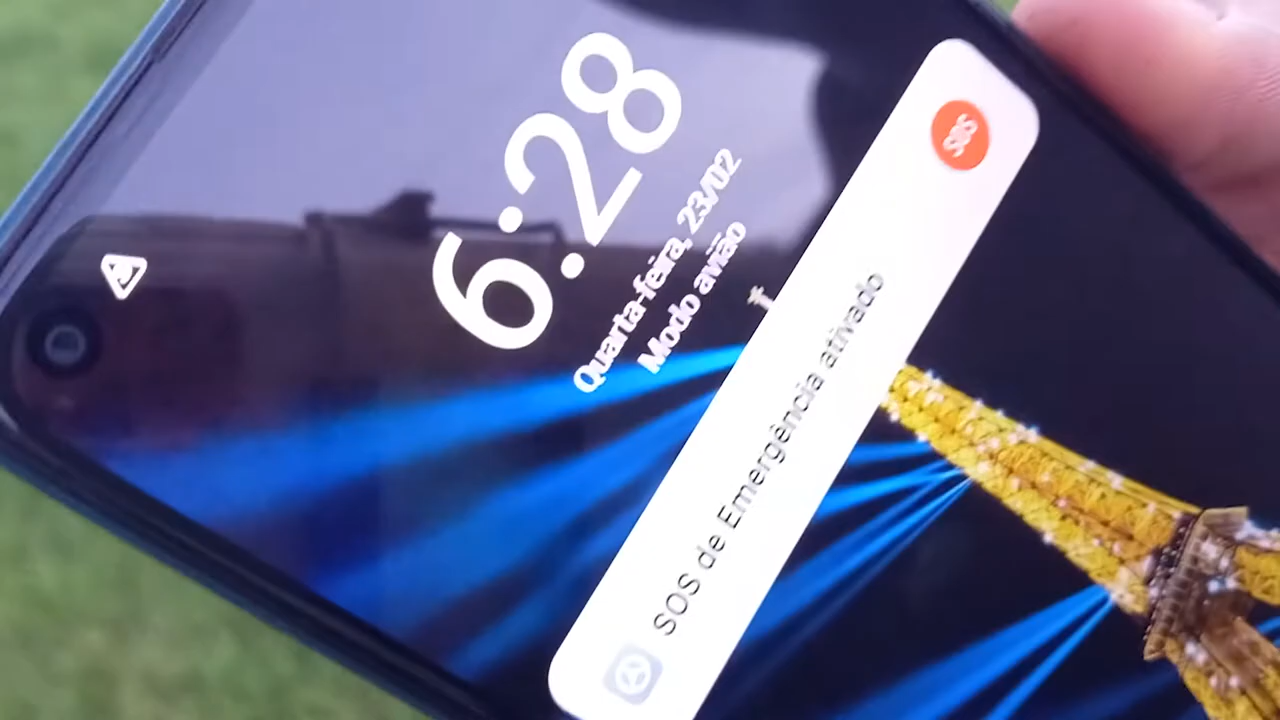 6:28
Quarta-feira, 23/02
Modo avião
SOS de Emergência ativado
SOS